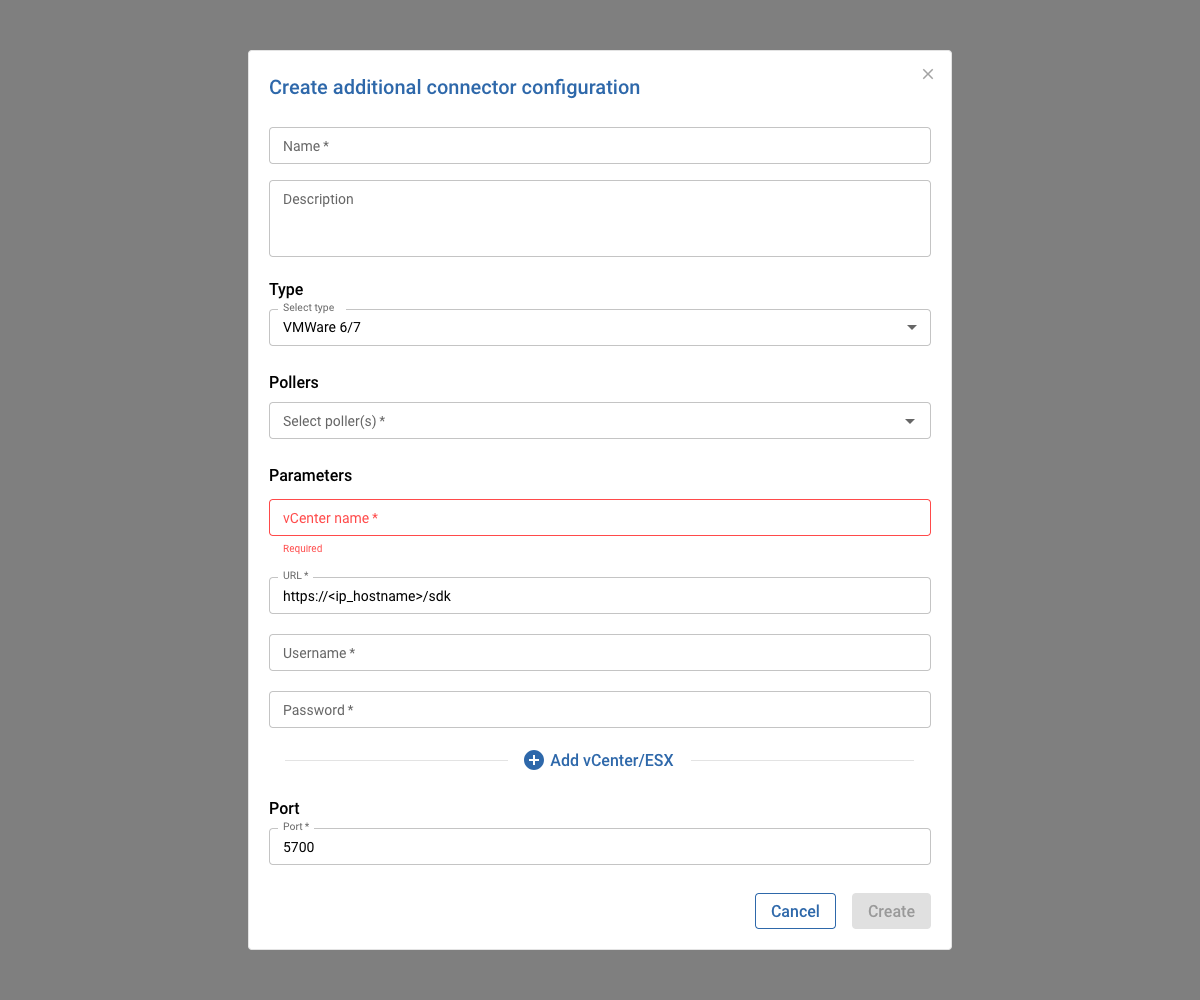 Create additional connector configuration
Name *
Description
Type
Select type
VMWare 6/7
Pollers
Select poller(s) *
Parameters
vCenter name *
Required
URL *
https://<ip_hostname>/sdk
Username *
Password *
Add vCenter/ESX
Port
Port *
5700
Cancel
Create